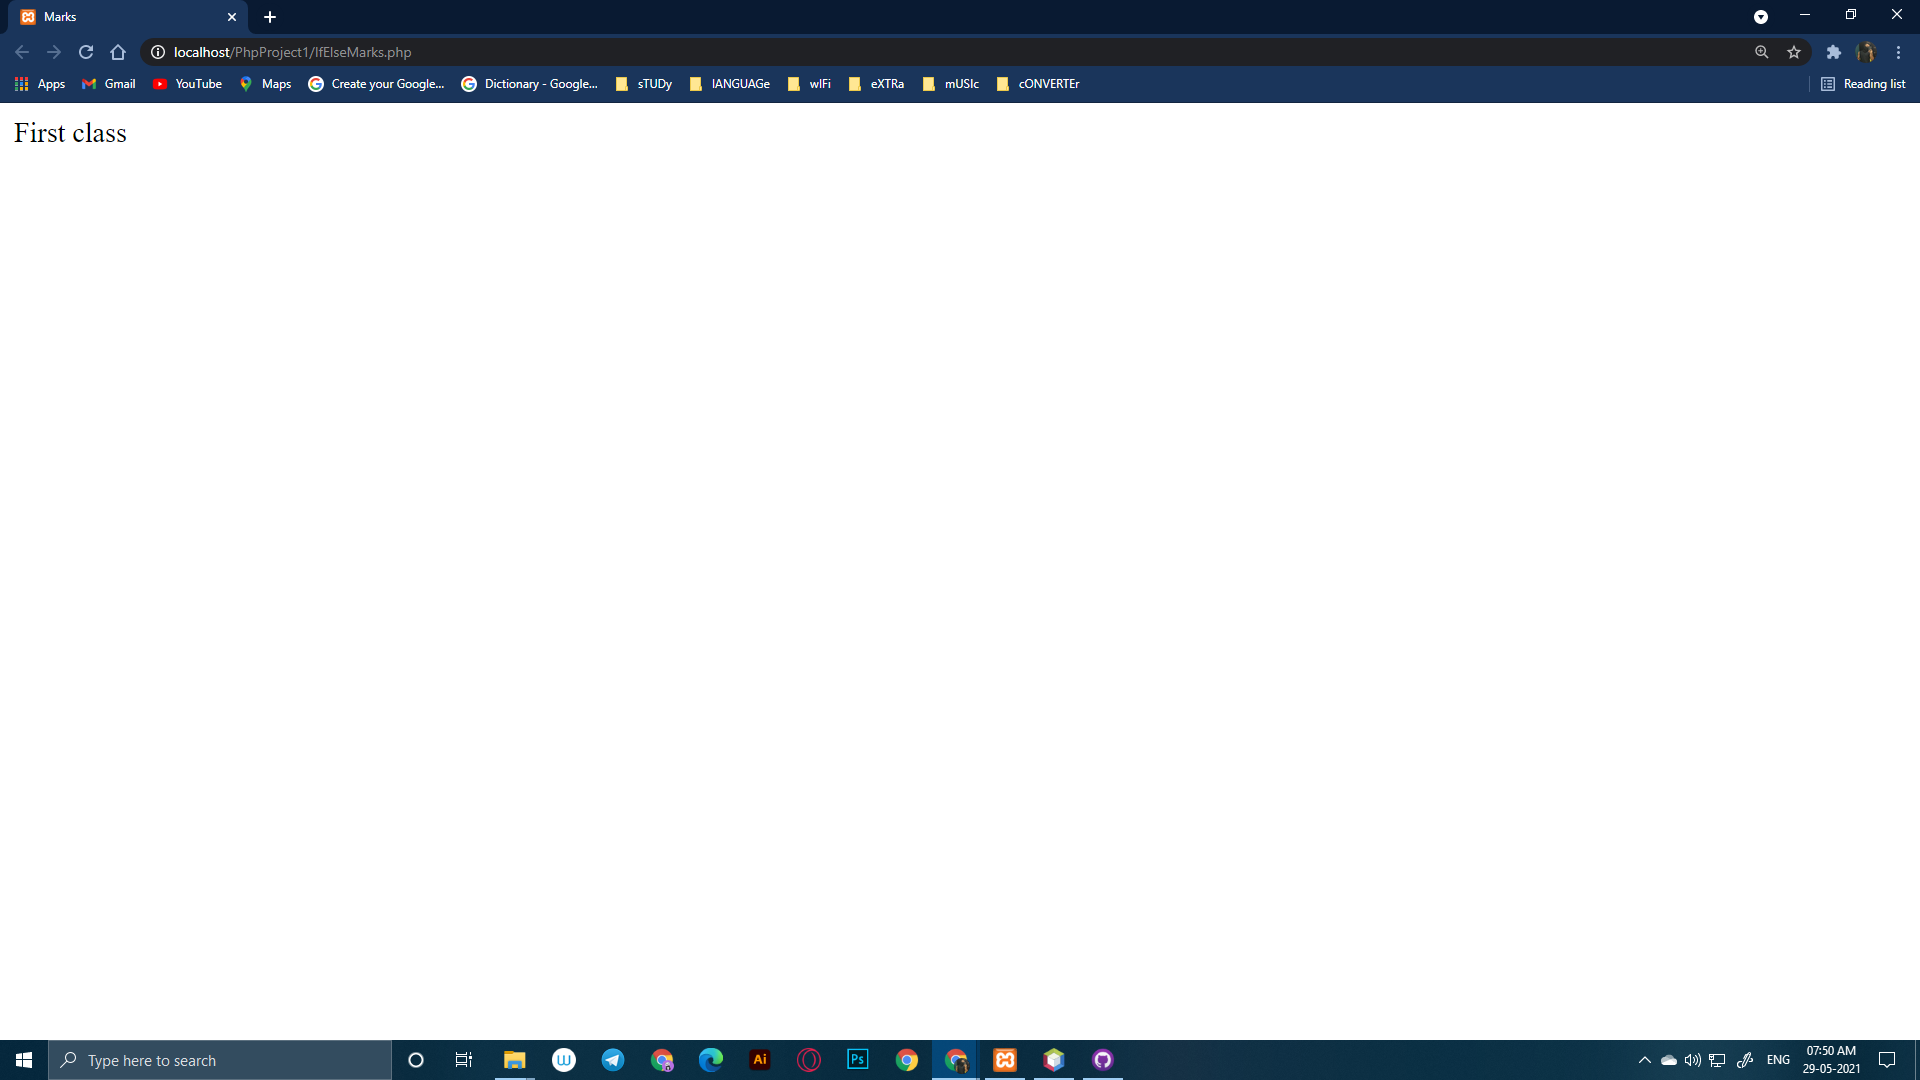 Marks
localhost/PhpProject1/IfElseMarks.php
Apps Gmail YouTube Maps Create your Google... Dictionary - Google... sTUDy lANGUAGe wIFi eXTRa mUSIc cONVERTEr Reading list
First class
Type here to search
Ai
Ps
ENG
07:50 AM
29-05-2021